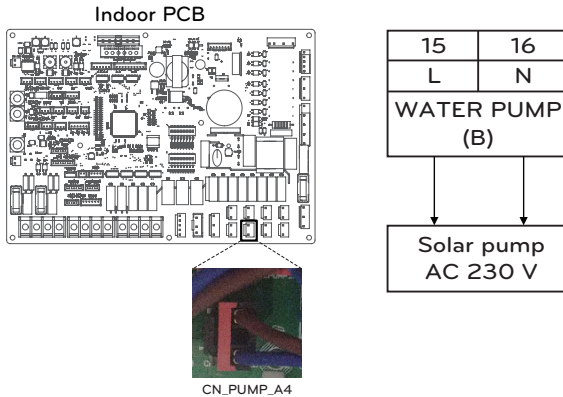 Indoor PCB
15 16
L N
WATER PUMP
(B)
Solar pump
AC 230 V
CN_PUMP_A4